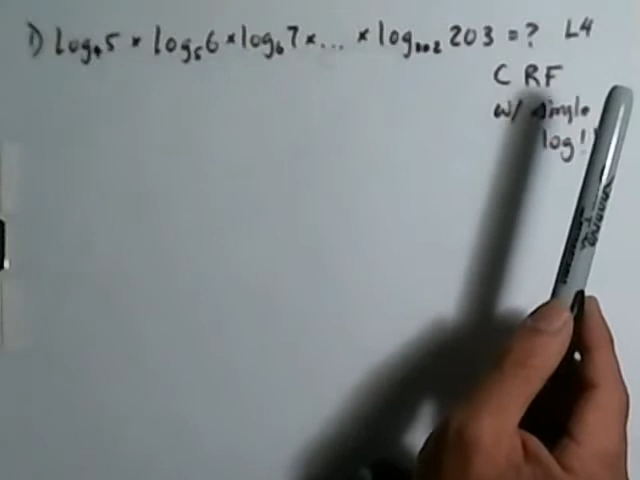 1) log₄5 × log₅6 × log₆7 × ... × log₂₀₂ 203 = ? L4
C RF
w/ single
log!